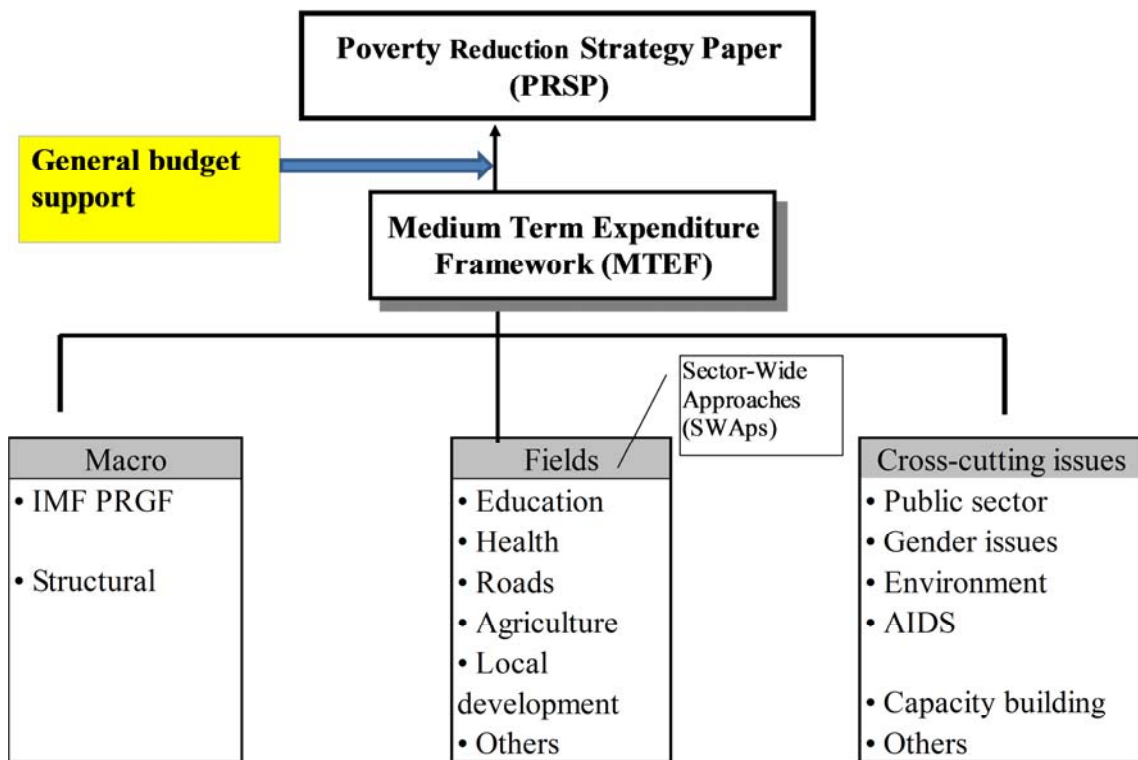 Poverty Reduction Strategy Paper
(PRSP)
General budget
support
Medium Term Expenditure
Framework (MTEF)
Sector-Wide
Approaches
(SWAps)
Macro
• IMF PRGF
• Structural
Fields
• Education
• Health
• Roads
• Agriculture
• Local
development
• Others
Cross-cutting issues
• Public sector
• Gender issues
• Environment
• AIDS
• Capacity building
• Others